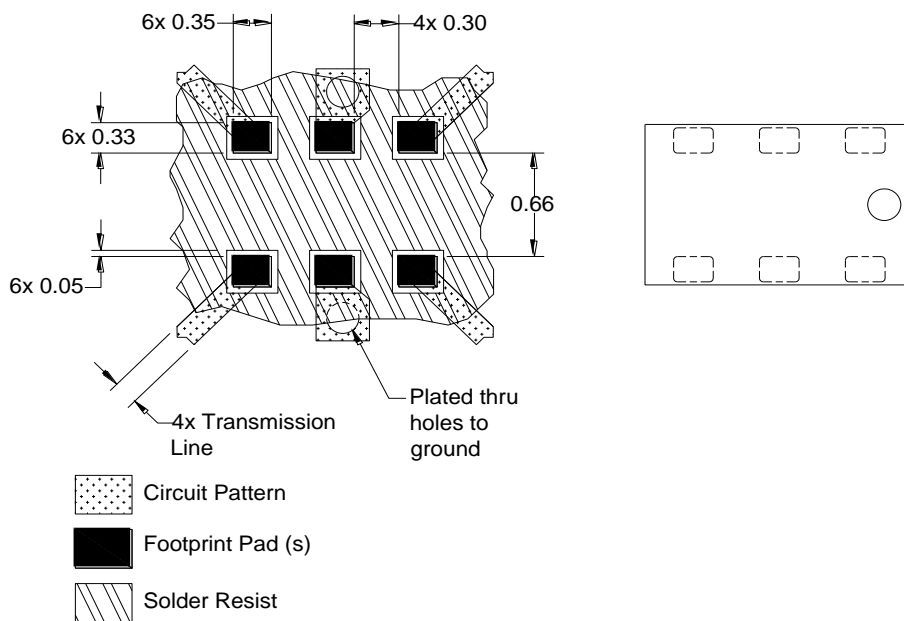 6x 0.35
4x 0.30
6x 0.33
0.66
6x 0.05
4x Transmission
Line
Plated thru
holes to
ground
Circuit Pattern
Footprint Pad (s)
Solder Resist